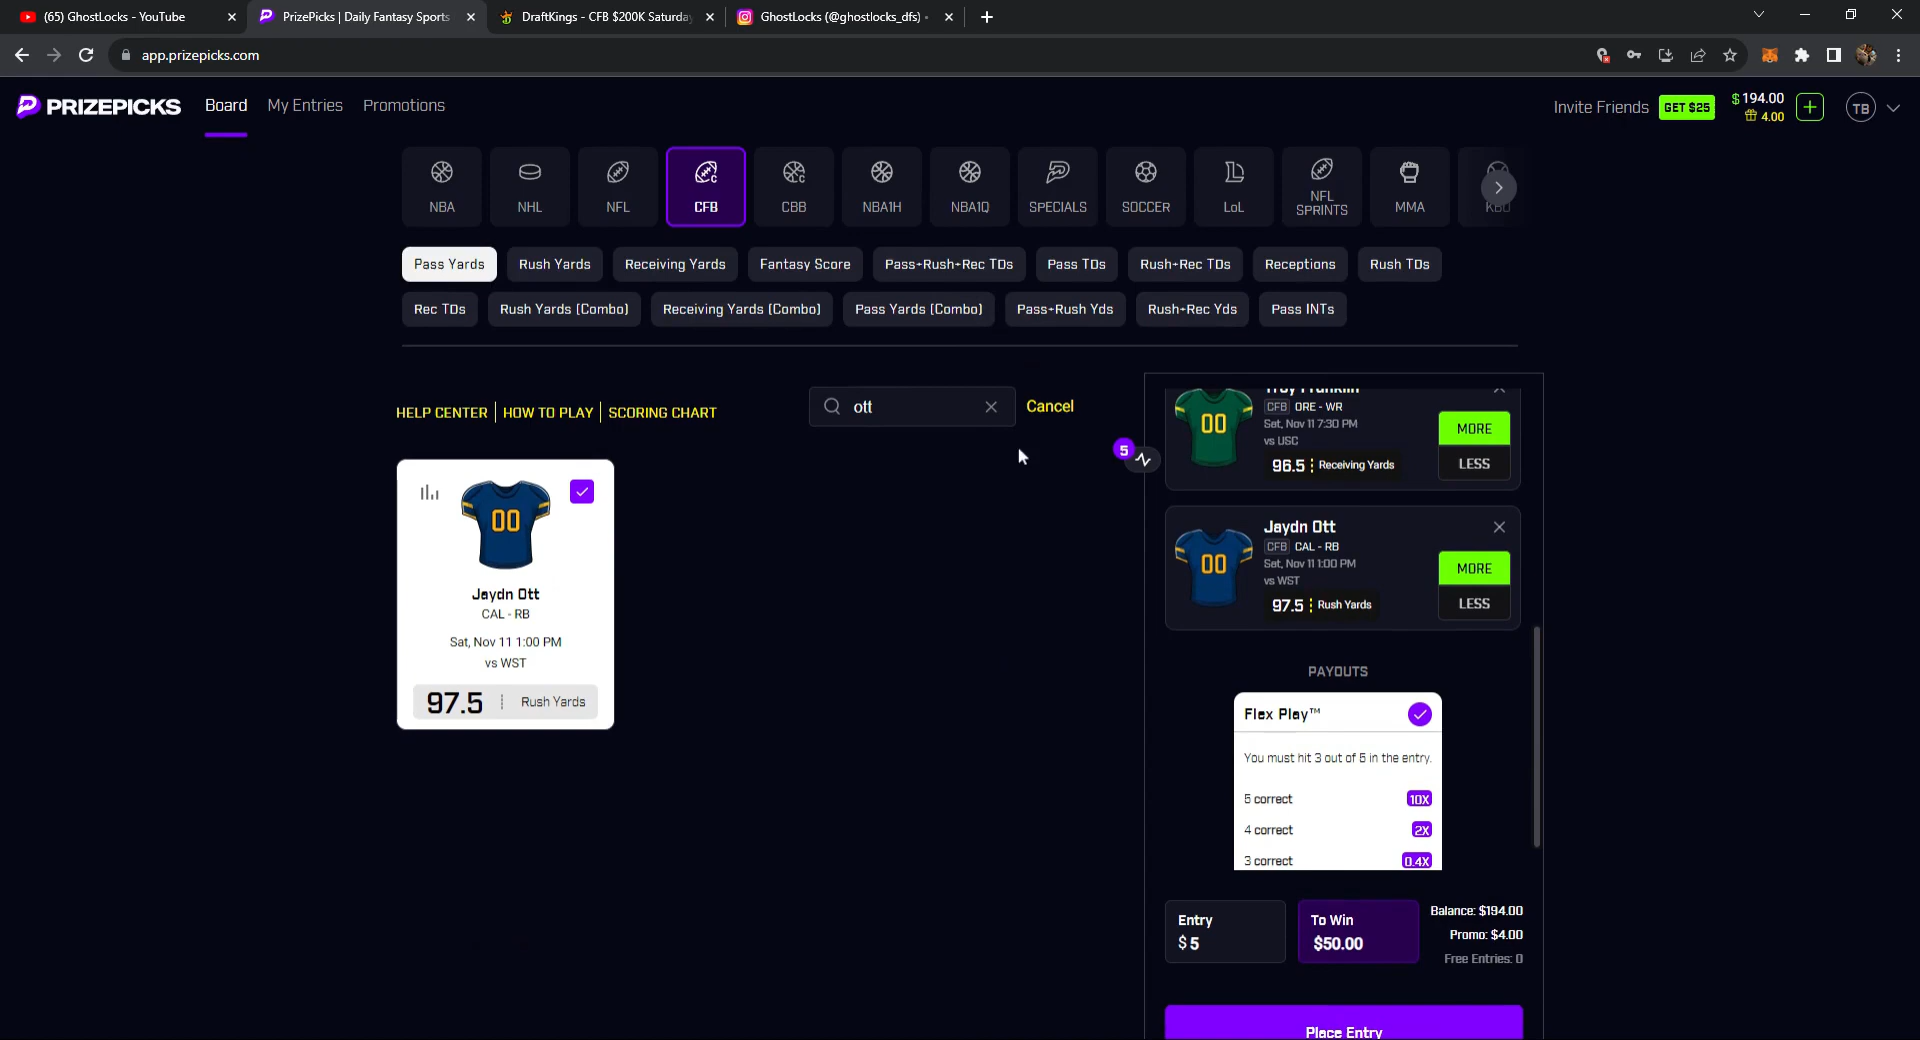 (65) GhostLocks - YouTube
PrizePicks | Daily Fantasy Sports
DraftKings - CFB $200K Saturday
GhostLocks (@ghostlocks_dfs) •
app.prizepicks.com
PRIZEPICKS
Board
My Entries
Promotions
Invite Friends
GET $25
$ 194.00
4.00
TB
NBA
NHL
NFL
CFB
CBB
NBA1H
NBA1Q
SPECIALS
SOCCER
LoL
NFL SPRINTS
MMA
KBO
Pass Yards
Rush Yards
Receiving Yards
Fantasy Score
Pass+Rush+Rec TDs
Pass TDs
Rush+Rec TDs
Receptions
Rush TDs
Rec TDs
Rush Yards (Combo)
Receiving Yards (Combo)
Pass Yards (Combo)
Pass+Rush Yds
Rush+Rec Yds
Pass INTs
HELP CENTER
HOW TO PLAY
SCORING CHART
ott
Cancel
00
Jaydn Ott
CAL - RB
Sat, Nov 11 1:00 PM
vs WST
97.5
Rush Yards
5
00
Troy Franklin
CFB ORE - WR
Sat, Nov 11 7:30 PM
vs USC
96.5 Receiving Yards
MORE
LESS
00
Jaydn Ott
CFB CAL - RB
Sat, Nov 11 1:00 PM
vs WST
97.5 Rush Yards
MORE
LESS
PAYOUTS
Flex Play™
You must hit 3 out of 5 in the entry.
5 correct 10X
4 correct 2X
3 correct 0.4X
Entry
$ 5
To Win
$50.00
Balance: $194.00
Promo: $4.00
Free Entries: 0
Place Entry